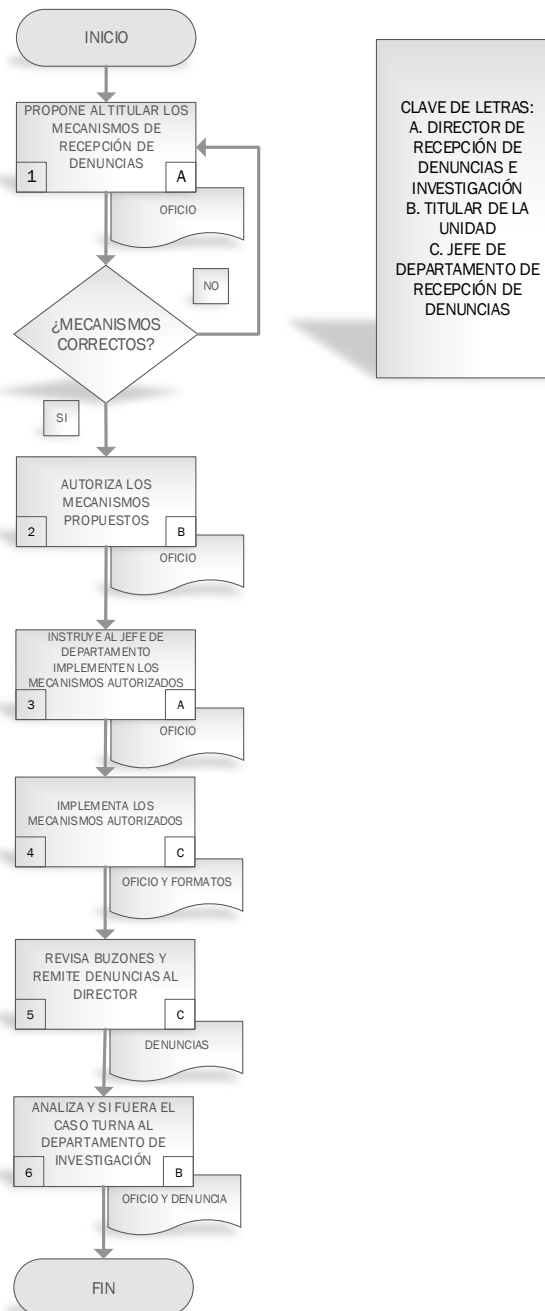 INICIO
PROPONE AL TITULAR LOS
MECANISMOS DE
RECEPCIÓN DE
DENUNCIAS
1
A
OFICIO
¿MECANISMOS
CORRECTOS?
NO
SI
AUTORIZA LOS
MECANISMOS
PROPUESTOS
2
B
OFICIO
INSTRUYE AL JEFE DE
DEPARTAMENTO
IMPLEMENTEN LOS
MECANISMOS AUTORIZADOS
3
A
OFICIO
IMPLEMENTA LOS
MECANISMOS AUTORIZADOS
4
C
OFICIO Y FORMATOS
REVISA BUZONES Y
REMITE DENUNCIAS AL
DIRECTOR
5
C
DENUNCIAS
ANALIZA Y SI FUERA EL
CASO TURNA AL
DEPARTAMENTO DE
INVESTIGACIÓN
6
B
OFICIO Y DENUNCIA
FIN
CLAVE DE LETRAS:
A. DIRECTOR DE
RECEPCIÓN DE
DENUNCIAS E
INVESTIGACIÓN
B. TITULAR DE LA
UNIDAD
C. JEFE DE
DEPARTAMENTO DE
RECEPCIÓN DE
DENUNCIAS